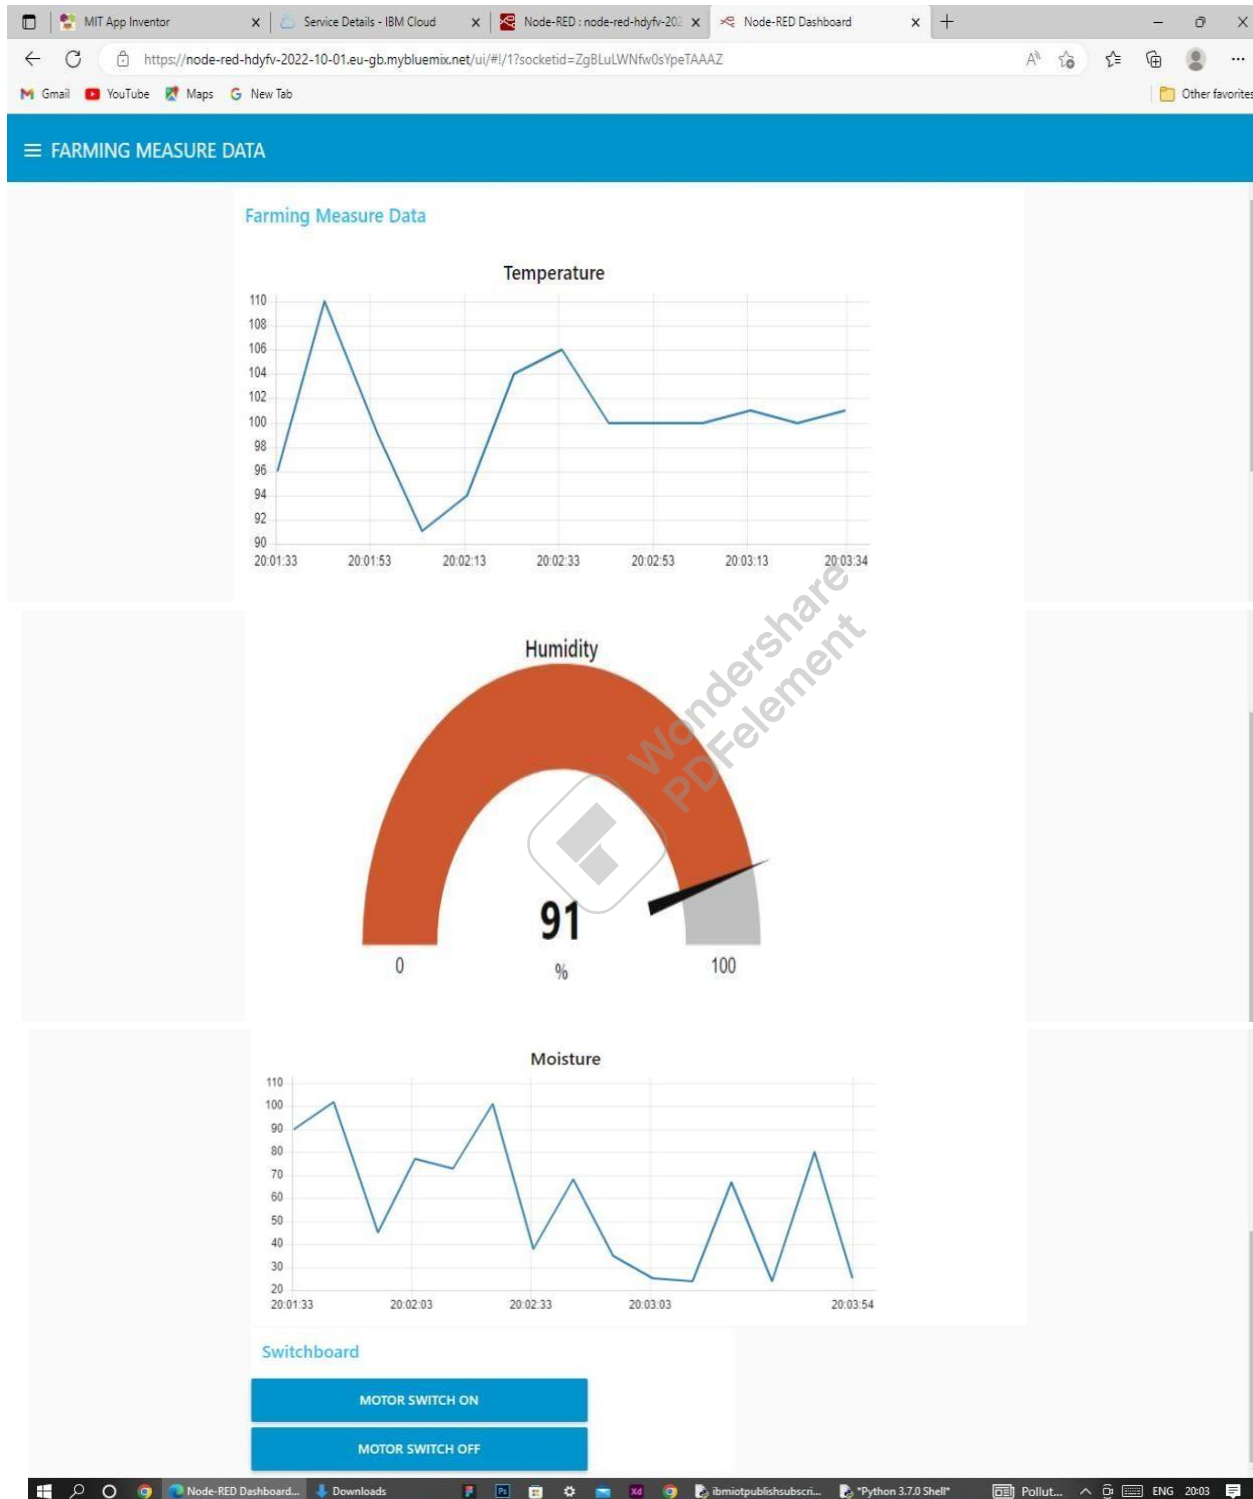 MIT App Inventor
Service Details - IBM Cloud
Node-RED : node-red-hdyfv-202
Node-RED Dashboard
https://node-red-hdyfv-2022-10-01.eu-gb.mybluemix.net/ui/#!/1?socketid=ZgBLuLWNfw0sYpeTAAAZ
Gmail YouTube Maps New Tab Other favorites
FARMING MEASURE DATA
Farming Measure Data
Temperature
110
108
106
104
102
100
98
96
94
92
90
20:01:33 20:01:53 20:02:13 20:02:33 20:02:53 20:03:13 20:03:34
Wondershare
PDFelement
Humidity
91
0 % 100
Moisture
110
100
90
80
70
60
50
40
30
20
20:01:33 20:02:03 20:02:33 20:03:03 20:03:54
Switchboard
MOTOR SWITCH ON
MOTOR SWITCH OFF
Node-RED Dashboard... Downloads Ps Xd ibmiotpublishsubscri... *Python 3.7.0 Shell* Pollut... ENG 20:03